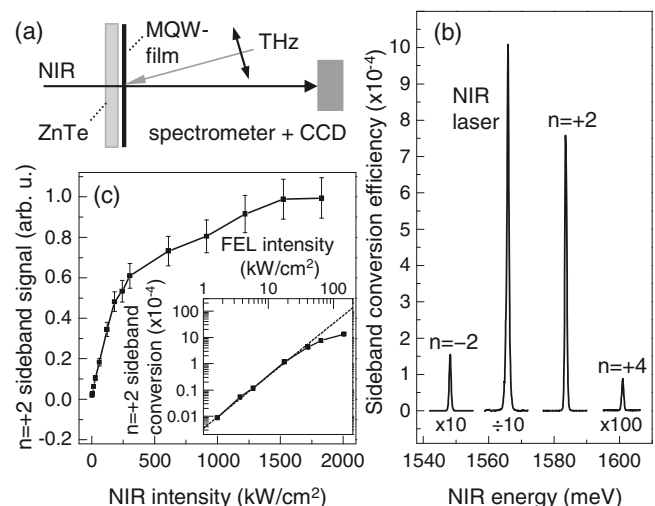 (a)
MQW-
film
THz
NIR
ZnTe
spectrometer + CCD
(c)
n=+2 sideband signal (arb. u.)
1.0
0.8
0.6
0.4
0.2
0.0
-0.2
FEL intensity
(kW/cm²)
1 10 100
n=+2 sideband
conversion (x10⁻⁴)
100
10
1
0.1
0.01
0 500 1000 1500 2000
NIR intensity (kW/cm²)
(b)
Sideband conversion efficiency (x10⁻⁴)
10
9
8
7
6
5
4
3
2
1
0
NIR
laser
n=+2
n=−2
n=+4
x10
÷10
x100
1540 1560 1580 1600
NIR energy (meV)